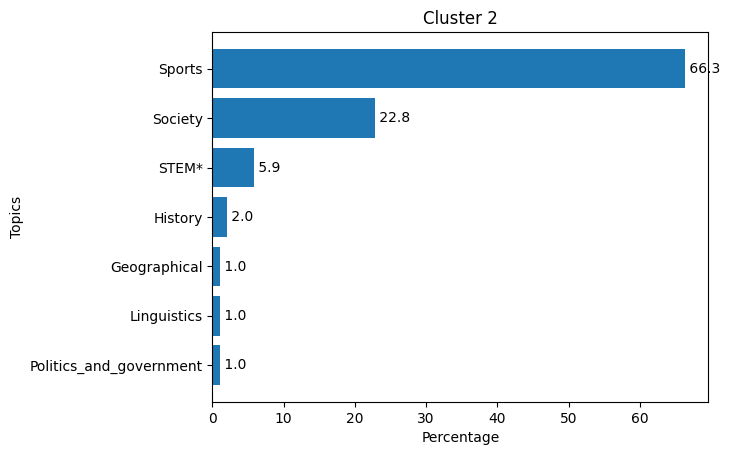 Cluster 2
Topics
Sports 66.3
Society 22.8
STEM* 5.9
History 2.0
Geographical 1.0
Linguistics 1.0
Politics_and_government 1.0
0 10 20 30 40 50 60
Percentage